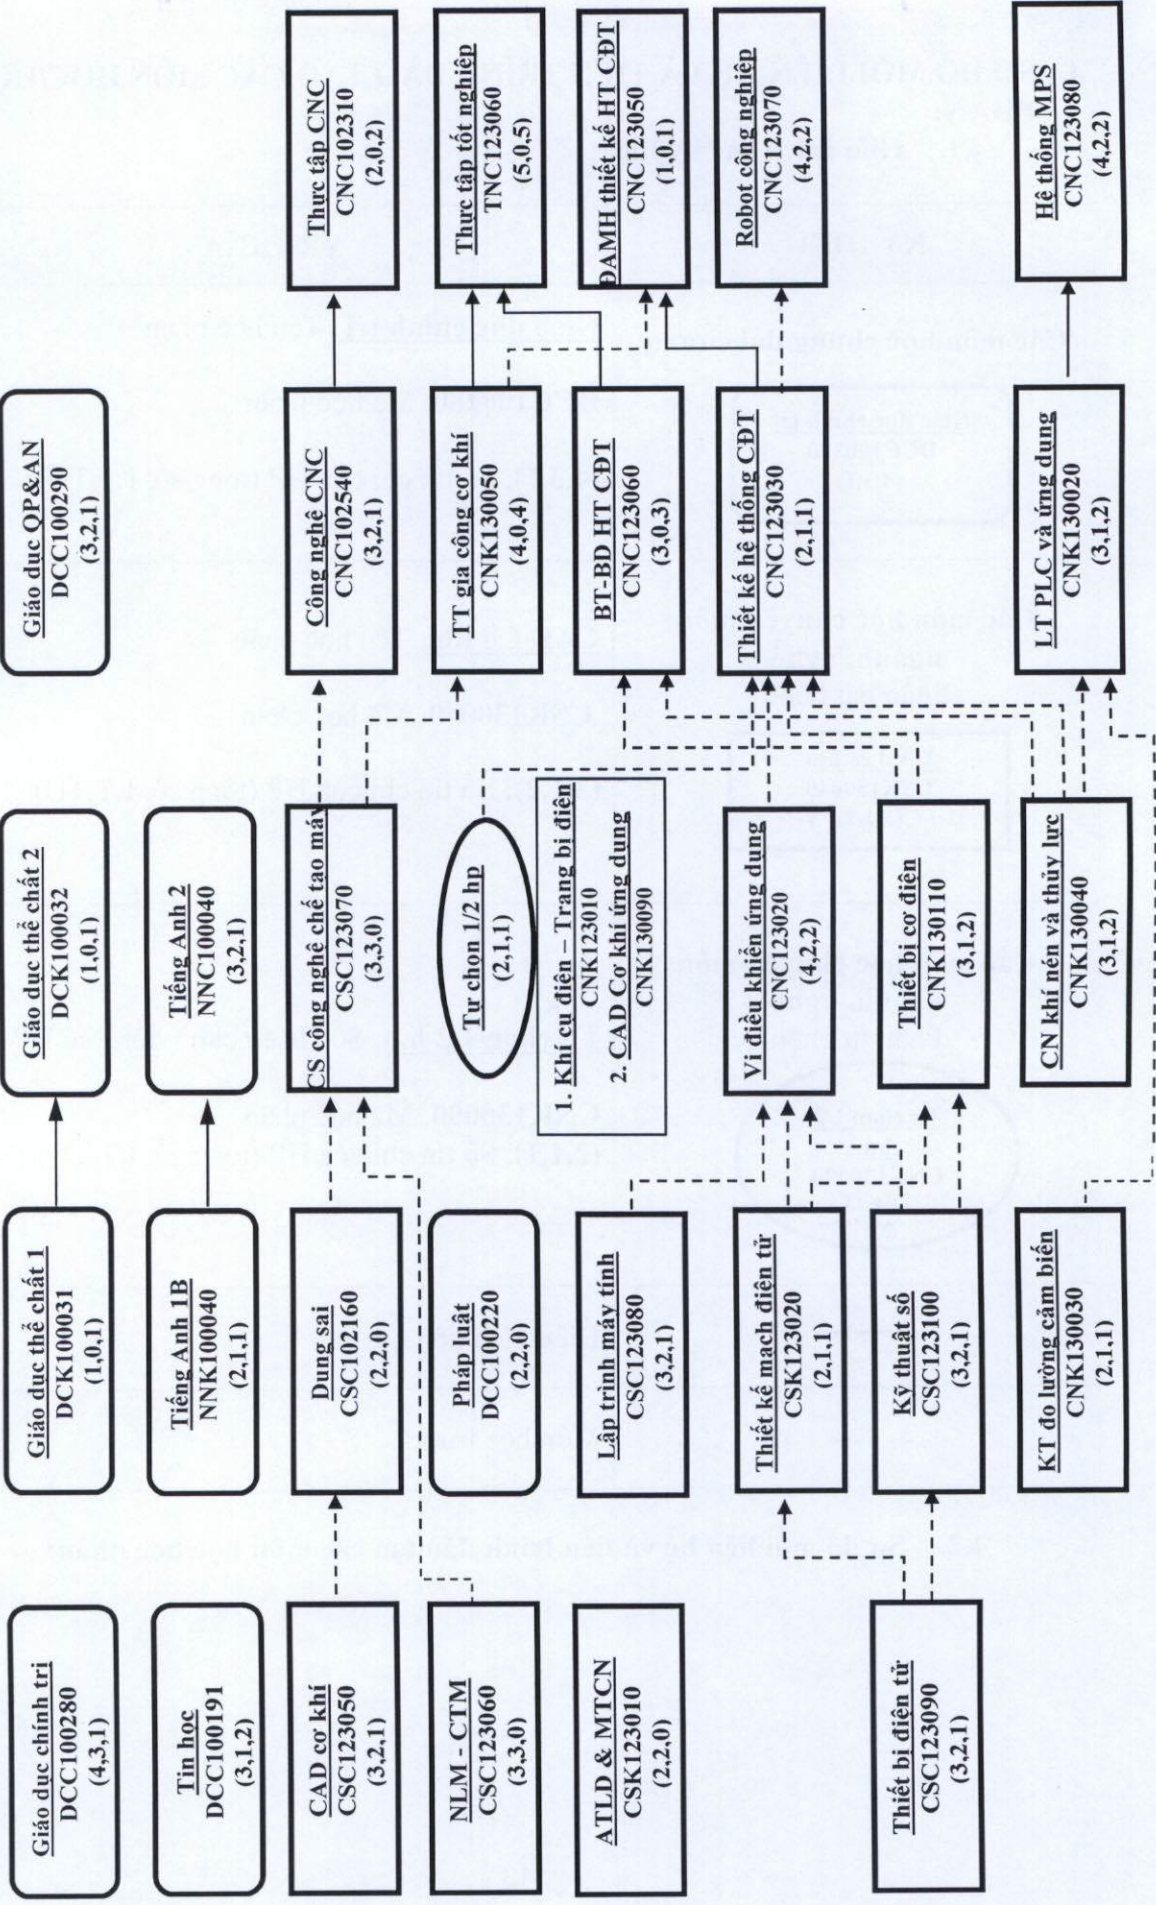 Giáo dục chính trị
DCC100280
(4,3,1)
Tin học
DCC100191
(3,1,2)
CAD cơ khí
CSC123050
(3,2,1)
NLM - CTM
CSC123060
(3,3,0)
ATLD & MTCN
CSK123010
(2,2,0)
Thiết bị điện tử
CSC123090
(3,2,1)
Giáo dục thể chất 1
DCK100031
(1,0,1)
Tiếng Anh 1B
NNK100040
(2,1,1)
Dung sai
CSC102160
(2,2,0)
Pháp luật
DCC100220
(2,2,0)
Lập trình máy tính
CSC123080
(3,2,1)
Thiết kế mạch điện tử
CSK123020
(2,1,1)
Kỹ thuật số
CSC123100
(3,2,1)
KT đo lường cảm biến
CNK130030
(2,1,1)
Giáo dục thể chất 2
DCK100032
(1,0,1)
Tiếng Anh 2
NNC100040
(3,2,1)
CS công nghệ chế tạo máy
CSC123070
(3,3,0)
Tự chọn 1/2 hp
(2,1,1)
1. Khí cụ điện – Trang bị điện
CNK123010
2. CAD Cơ khí ứng dụng
CNK130090
Vi điều khiển ứng dụng
CNC123020
(4,2,2)
Thiết bị cơ điện
CNK130110
(3,1,2)
CN khí nén và thủy lực
CNK130040
(3,1,2)
Giáo dục QP&AN
DCC100290
(3,2,1)
Công nghệ CNC
CNC102540
(3,2,1)
TT gia công cơ khí
CNK130050
(4,0,4)
BT-BD HT CĐT
CNC123060
(3,0,3)
Thiết kế hệ thống CĐT
CNC123030
(2,1,1)
LT PLC và ứng dụng
CNK130020
(3,1,2)
Thực tập CNC
CNC102310
(2,0,2)
Thực tập tốt nghiệp
TNC123060
(5,0,5)
ĐAMH thiết kế HT CĐT
CNC123050
(1,0,1)
Robot công nghiệp
CNC123070
(4,2,2)
Hệ thống MPS
CNC123080
(4,2,2)